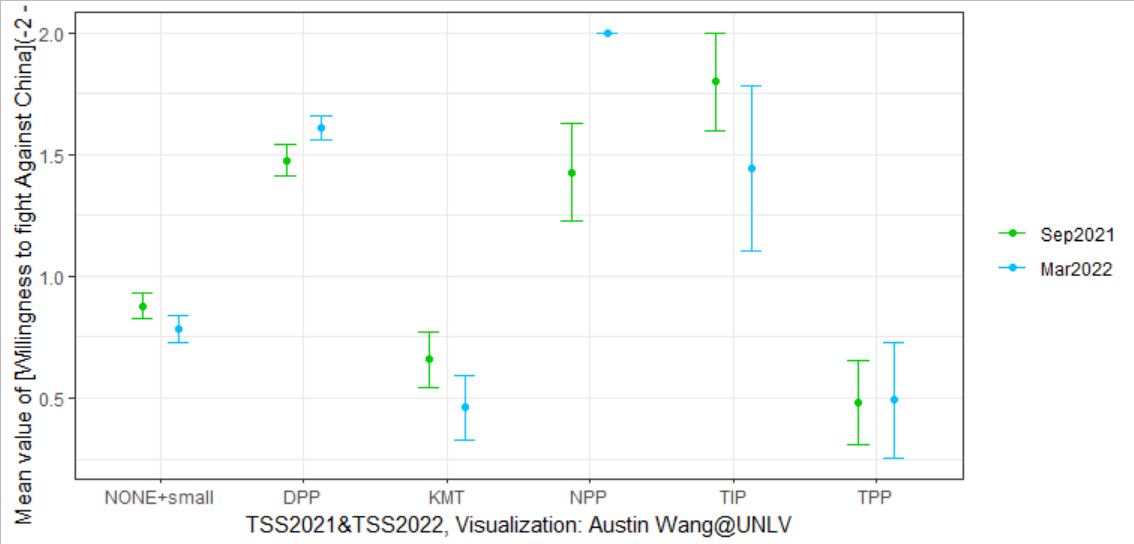 Mean value of [Willingness to fight Against China](-2 -
2.0
1.5
1.0
0.5
NONE+small DPP KMT NPP TIP TPP
TSS2021&TSS2022, Visualization: Austin Wang@UNLV
Sep2021
Mar2022